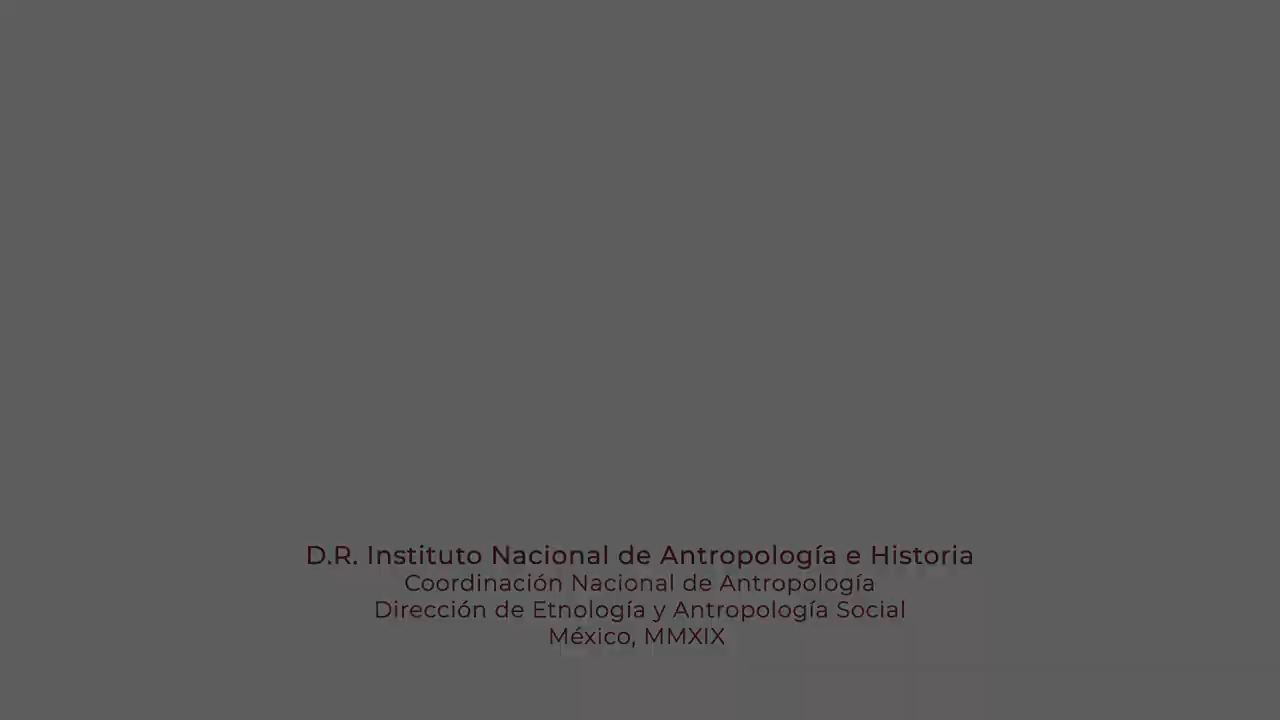 D.R. Instituto Nacional de Antropología e Historia
Coordinación Nacional de Antropología
Dirección de Etnología y Antropología Social
México, MMXIX